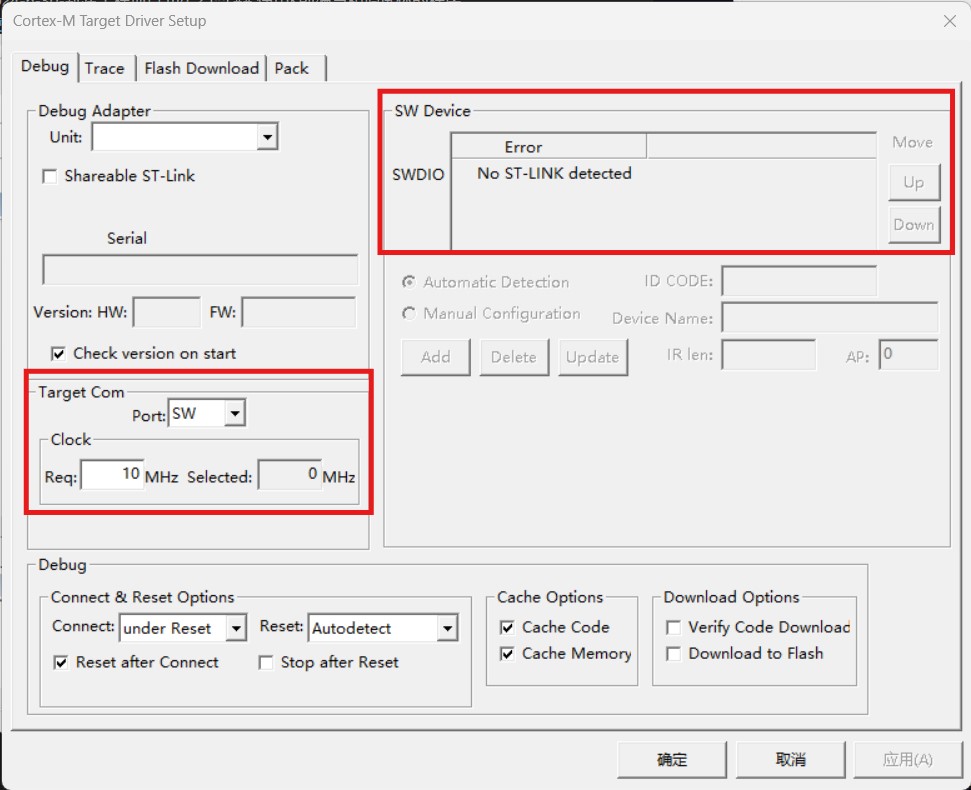 Cortex-M Target Driver Setup
Debug Trace Flash Download Pack
Debug Adapter
Unit:
Shareable ST-Link
Serial
Version: HW: FW:
Check version on start
Target Com
Port: SW
Clock
Req: 10 MHz Selected: 0 MHz
SW Device
Error
SWDIO No ST-LINK detected
Move
Up
Down
Automatic Detection ID CODE:
Manual Configuration Device Name:
Add Delete Update IR len: AP: 0
Debug
Connect & Reset Options
Connect: under Reset Reset: Autodetect
Reset after Connect Stop after Reset
Cache Options
Cache Code
Cache Memory
Download Options
Verify Code Download
Download to Flash
确定 取消 应用(A)